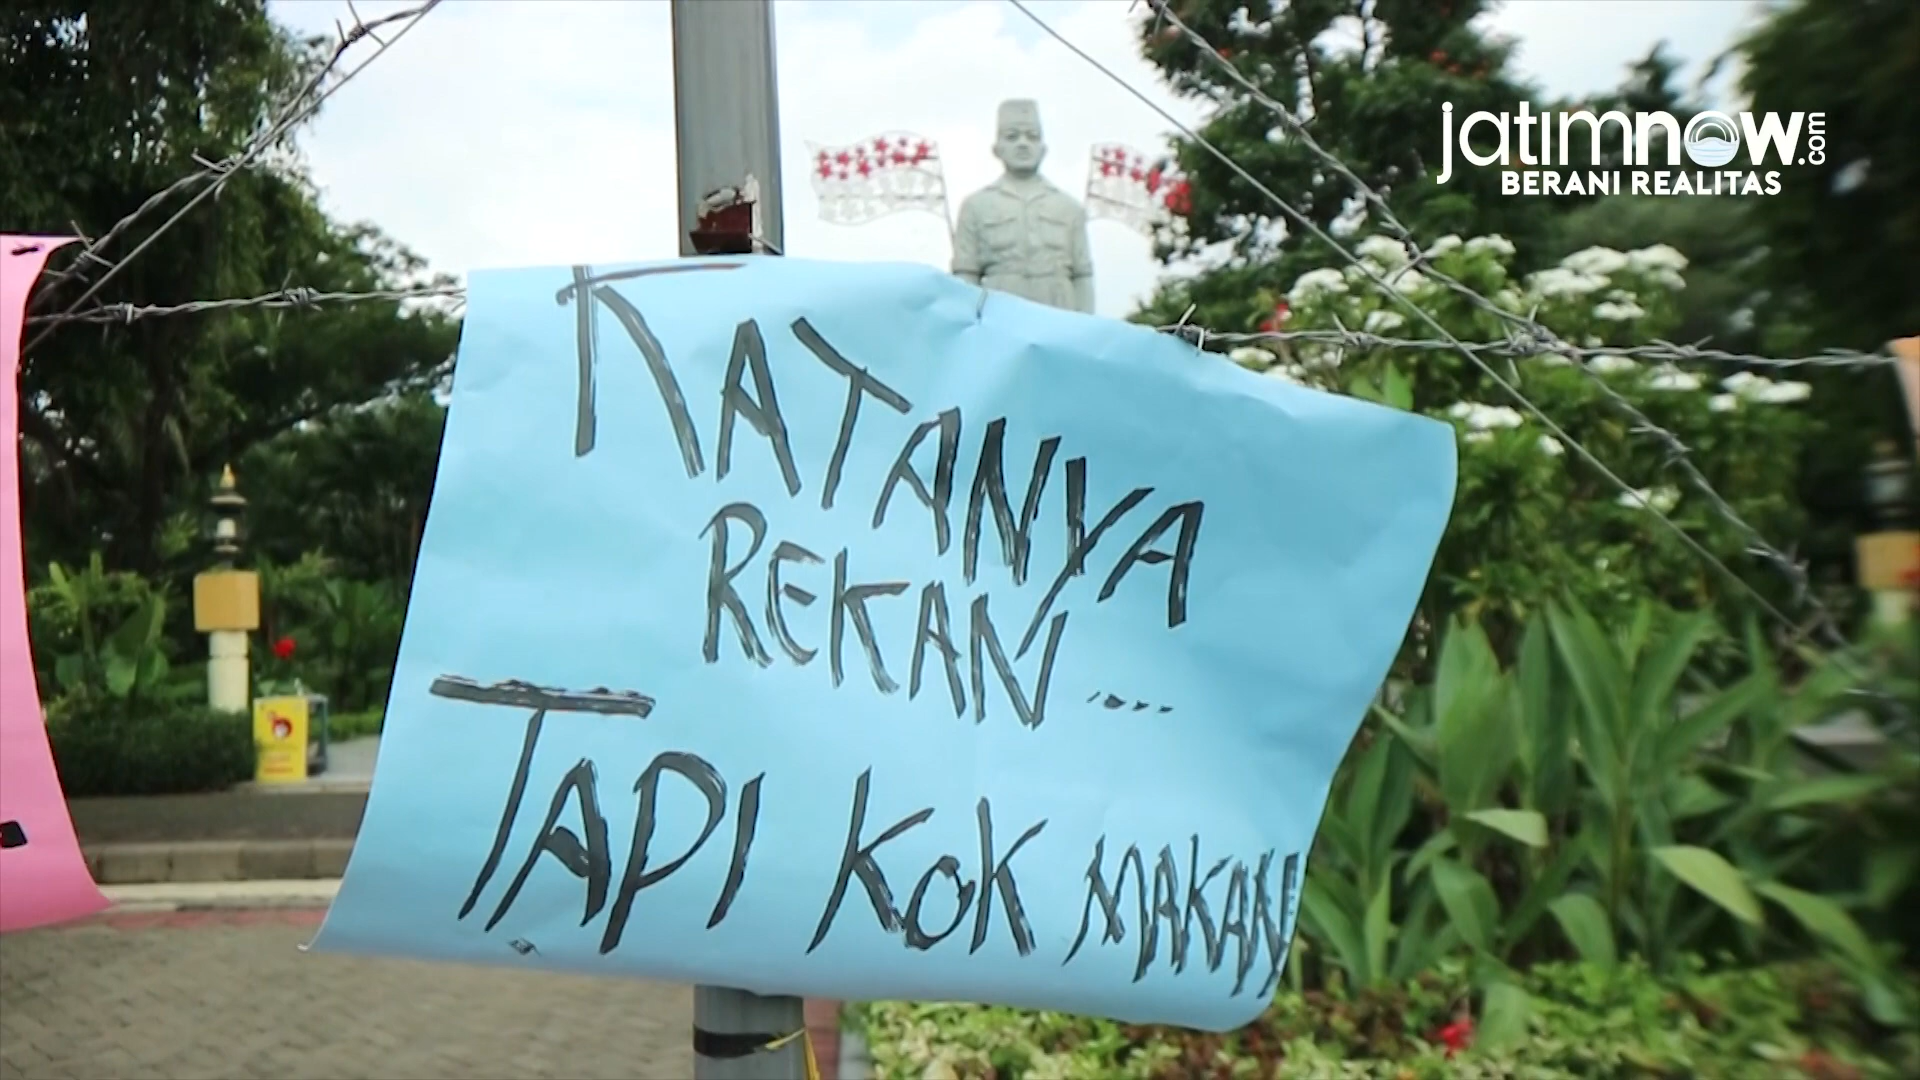 jatimnow.com
BERANI REALITAS
KATANYA
REKAN....
TAPI KOK MAKAN